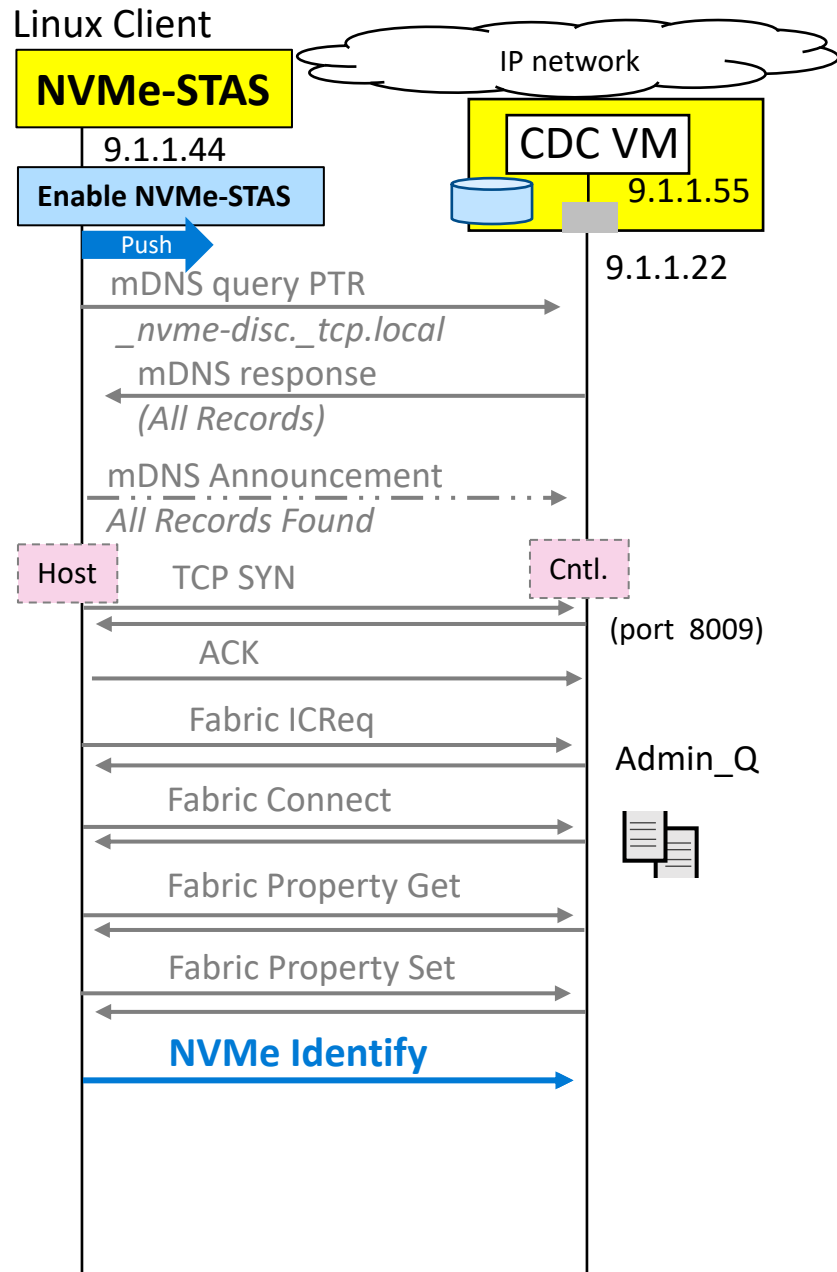 Linux Client
IP network
NVMe-STAS
CDC VM
9.1.1.44
9.1.1.55
Enable NVMe-STAS
Push
9.1.1.22
mDNS query PTR
_nvme-disc._tcp.local
mDNS response
(All Records)
mDNS Announcement
All Records Found
Host
TCP SYN
Cntl.
(port 8009)
ACK
Fabric ICReq
Admin_Q
Fabric Connect
Fabric Property Get
Fabric Property Set
NVMe Identify